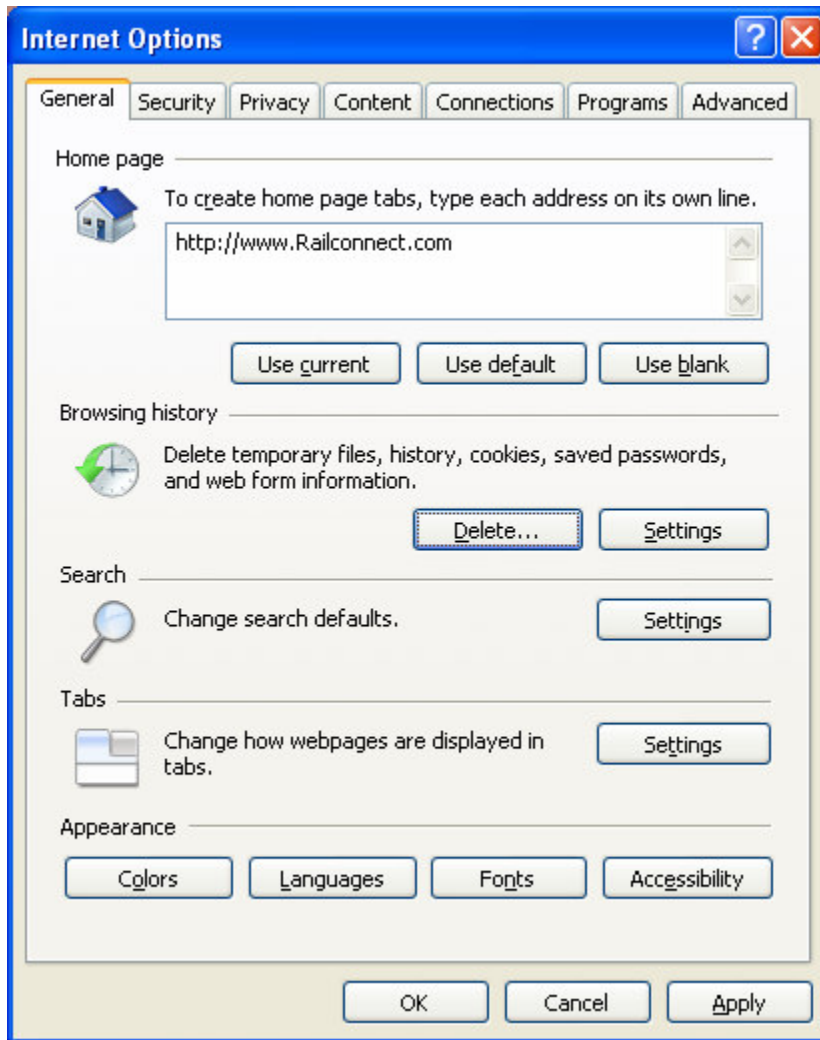 Internet Options
General Security Privacy Content Connections Programs Advanced
Home page
To create home page tabs, type each address on its own line.
http://www.Railconnect.com
Use current Use default Use blank
Browsing history
Delete temporary files, history, cookies, saved passwords,
and web form information.
Delete... Settings
Search
Change search defaults. Settings
Tabs
Change how webpages are displayed in
tabs.
Settings
Appearance
Colors Languages Fonts Accessibility
OK Cancel Apply